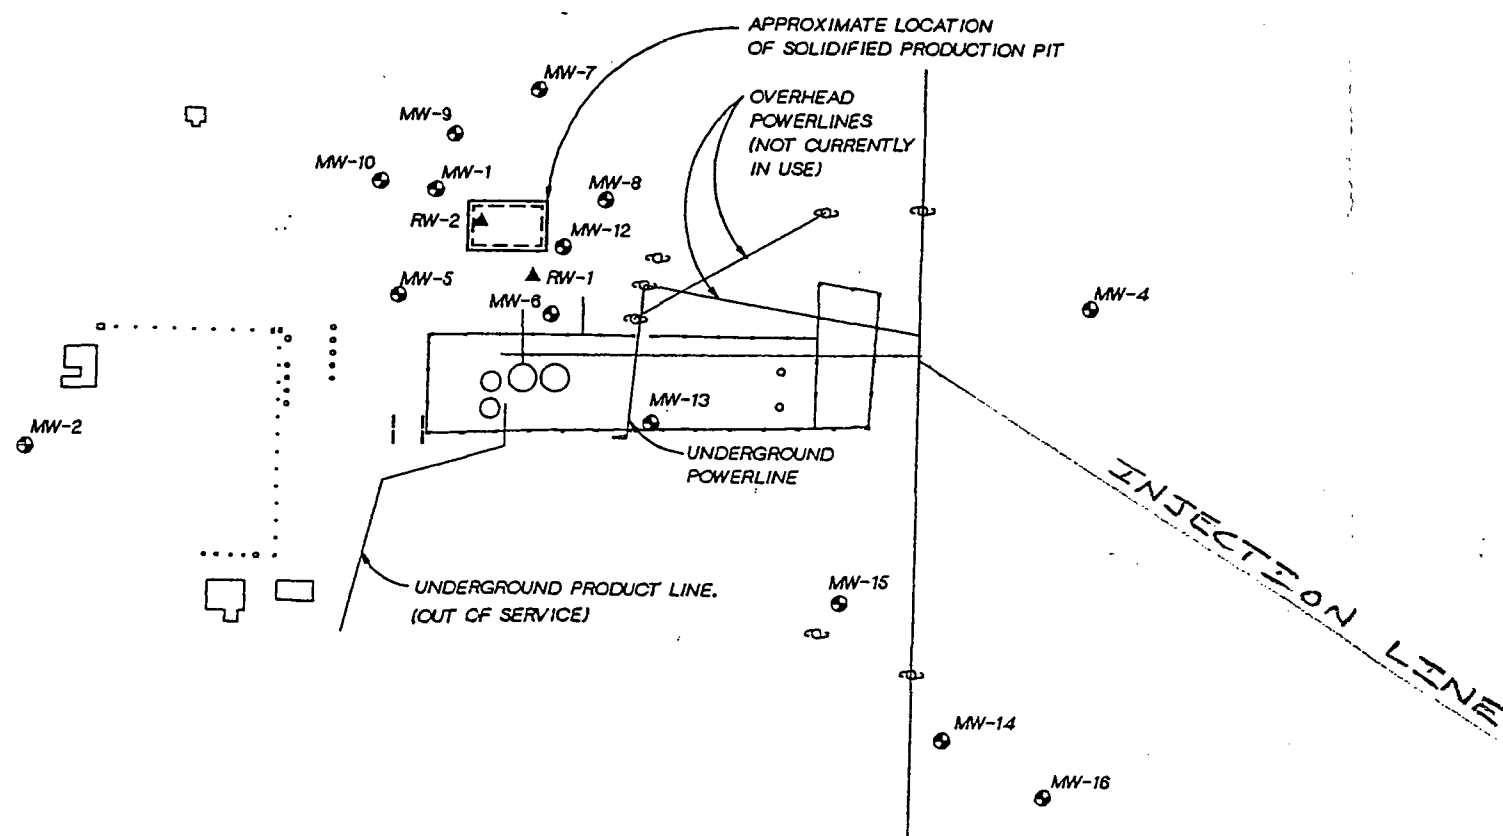 APPROXIMATE LOCATION
OF SOLIDIFIED PRODUCTION PIT
MW-7
OVERHEAD
POWERLINES
(NOT CURRENTLY
IN USE)
MW-9
MW-10
MW-1
MW-8
RW-2
MW-12
MW-5
RW-1
MW-6
MW-4
MW-13
MW-2
UNDERGROUND
POWERLINE
INJECTION LINE
UNDERGROUND PRODUCT LINE.
(OUT OF SERVICE)
MW-15
MW-14
MW-16